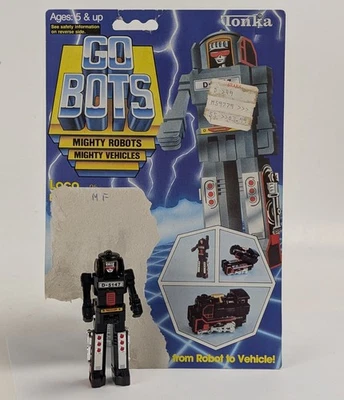 Ages: 5 & up
See safety information
on reverse side.
Tonka
GO
BOTS
MIGHTY ROBOTS
MIGHTY VEHICLES
Loco
M F
D-5147
from Robot to Vehicle!